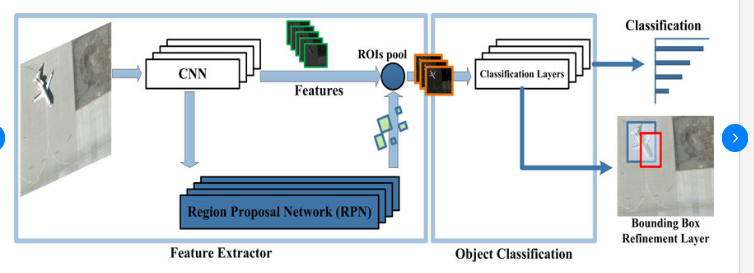 Classification
ROIs pool
CNN
Classification Layers
Features
Region Proposal Network (RPN)
Bounding Box
Refinement Layer
Feature Extractor
Object Classification